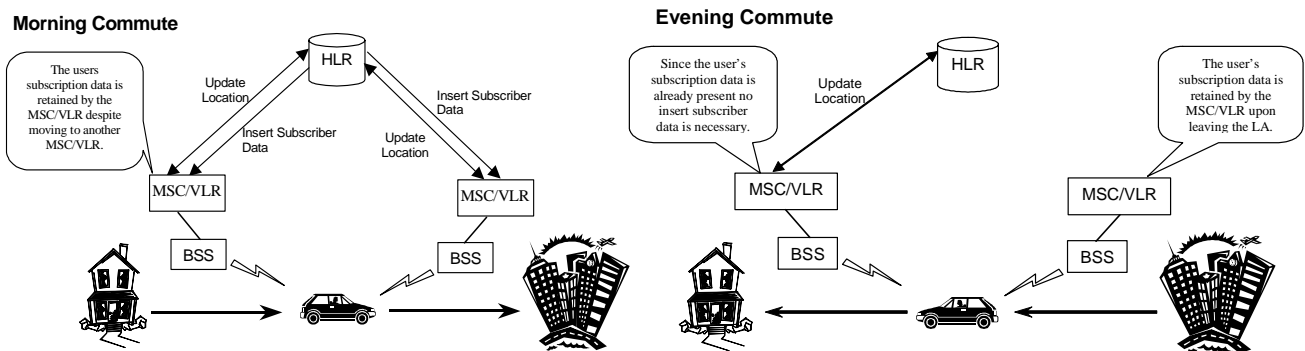 Morning Commute
The users
subscription data is
retained by the
MSC/VLR despite
moving to another
MSC/VLR.
HLR
Update
Location
Insert Subscriber
Data
Insert Subscriber
Data
Update
Location
MSC/VLR
MSC/VLR
BSS
BSS
Evening Commute
Since the user's
subscription data is
already present no
insert subscriber
data is necessary.
Update
Location
HLR
The user's
subscription data is
retained by the
MSC/VLR upon
leaving the LA.
MSC/VLR
MSC/VLR
BSS
BSS